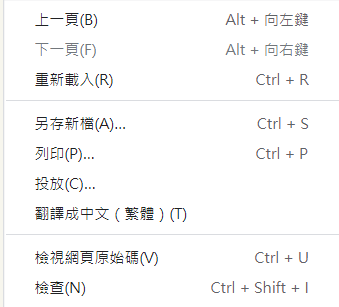 上一頁(B) Alt + 向左鍵
下一頁(F) Alt + 向右鍵
重新載入(R) Ctrl + R
另存新檔(A)... Ctrl + S
列印(P)... Ctrl + P
投放(C)...
翻譯成中文（繁體）(T)
檢視網頁原始碼(V) Ctrl + U
檢查(N) Ctrl + Shift + I